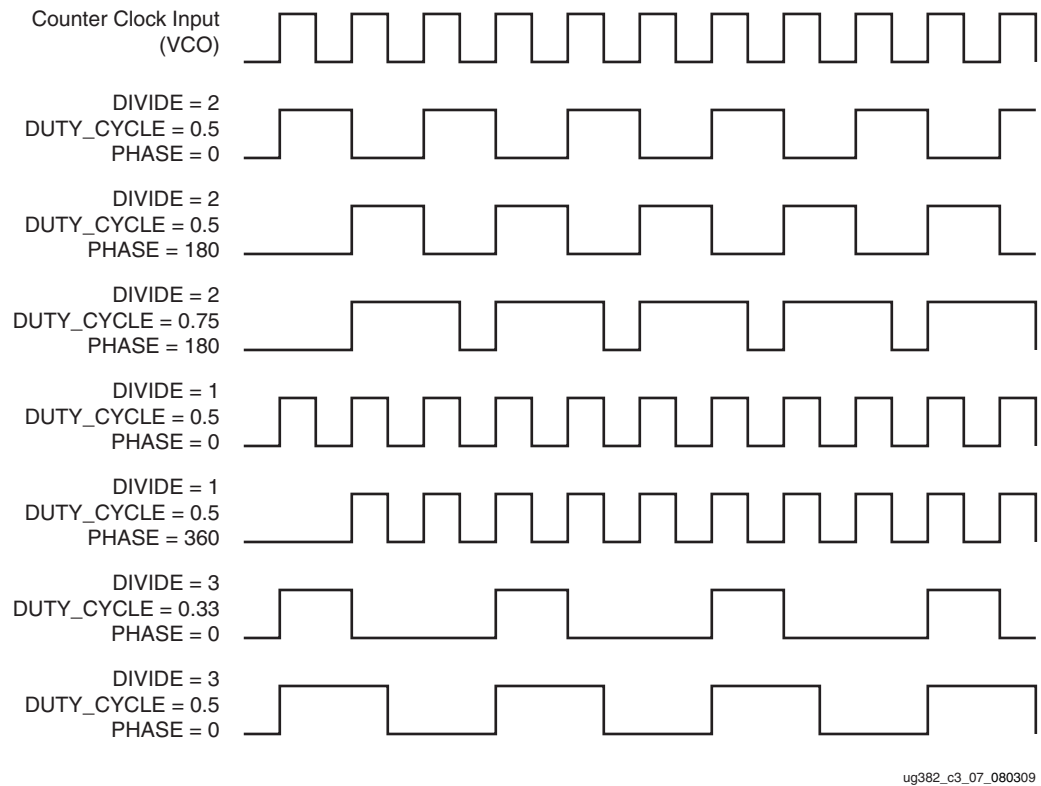 Counter Clock Input
(VCO)
DIVIDE = 2
DUTY_CYCLE = 0.5
PHASE = 0
DIVIDE = 2
DUTY_CYCLE = 0.5
PHASE = 180
DIVIDE = 2
DUTY_CYCLE = 0.75
PHASE = 180
DIVIDE = 1
DUTY_CYCLE = 0.5
PHASE = 0
DIVIDE = 1
DUTY_CYCLE = 0.5
PHASE = 360
DIVIDE = 3
DUTY_CYCLE = 0.33
PHASE = 0
DIVIDE = 3
DUTY_CYCLE = 0.5
PHASE = 0
ug382_c3_07_080309